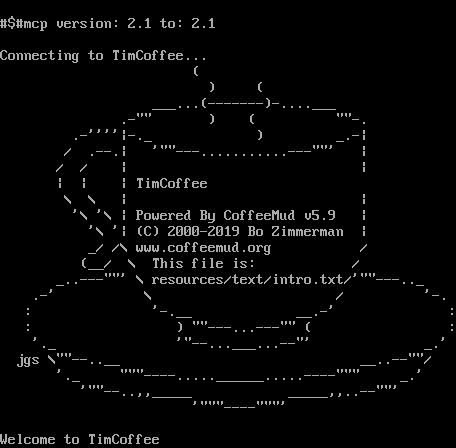 #$#mcp version: 2.1 to: 2.1
Connecting to TimCoffee...
TimCoffee
Powered By CoffeeMud v5.9
(C) 2000-2019 Bo Zimmerman
www.coffeemud.org
This file is:
resources/text/intro.txt
jgs
Welcome to TimCoffee